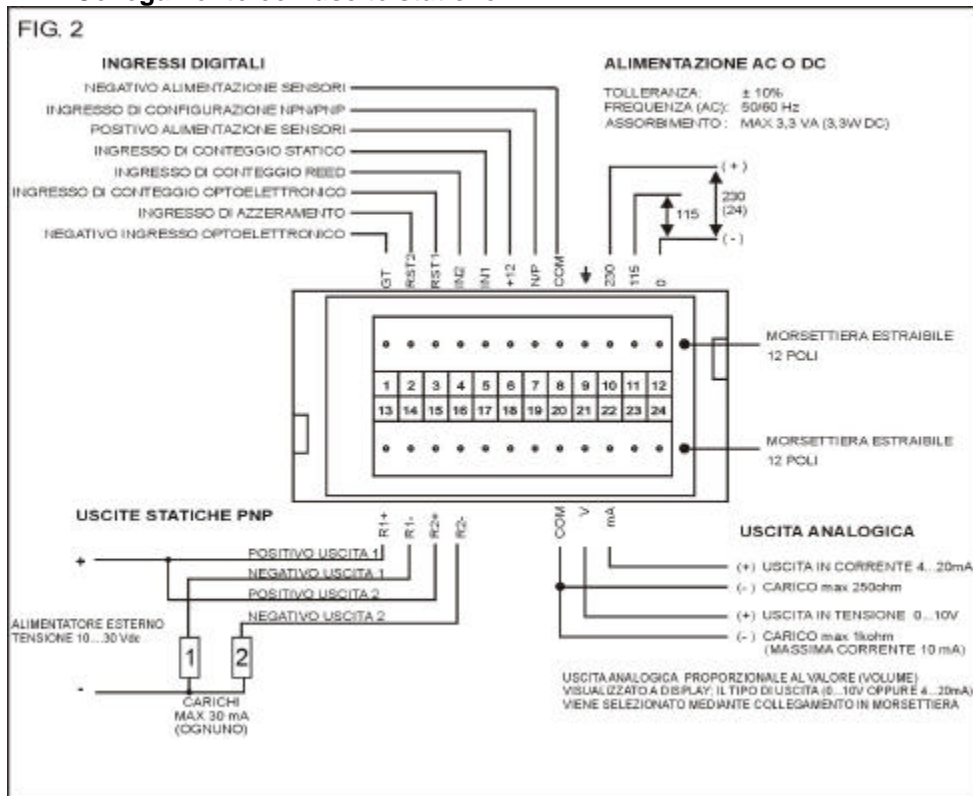 FIG. 2
INGRESSI DIGITALI
NEGATIVO ALIMENTAZIONE SENSORI
INGRESSO DI CONFIGURAZIONE NPN/PNP
POSITIVO ALIMENTAZIONE SENSORI
INGRESSO DI CONTEGGIO STATICO
INGRESSO DI CONTEGGIO REED
INGRESSO DI CONTEGGIO OPTOELETTRONICO
INGRESSO DI AZZERAMENTO
NEGATIVO INGRESSO OPTOELETTRONICO
ALIMENTAZIONE AC O DC
TOLLERANZA: ± 10%
FREQUENZA (AC): 50/60 Hz
ASSORBIMENTO : MAX 3,3 VA (3,3W DC)
(+)
230
(24)
115
(-)
GT RST2 RST1 IN2 IN1 +12 N/P COM 230 115 0
MORSETTIERA ESTRAIBILE
12 POLI
1 2 3 4 5 6 7 8 9 10 11 12
13 14 15 16 17 18 19 20 21 22 23 24
MORSETTIERA ESTRAIBILE
12 POLI
R1+ R1- R2+ R2- COM V mA
USCITE STATICHE PNP
+
POSITIVO USCITA 1
NEGATIVO USCITA 1
POSITIVO USCITA 2
NEGATIVO USCITA 2
ALIMENTATORE ESTERNO
TENSIONE 10...30 Vdc
1 2
-
CARICHI
MAX 30 mA
(OGNUNO)
USCITA ANALOGICA
(+) USCITA IN CORRENTE 4...20mA
(-) CARICO max 250ohm
(+) USCITA IN TENSIONE 0...10V
(-) CARICO max 1kohm
(MASSIMA CORRENTE 10 mA)
USCITA ANALOGICA PROPORZIONALE AL VALORE (VOLUME)
VISUALIZZATO A DISPLAY; IL TIPO DI USCITA (0...10V OPPURE 4...20mA)
VIENE SELEZIONATO MEDIANTE COLLEGAMENTO IN MORSETTIERA